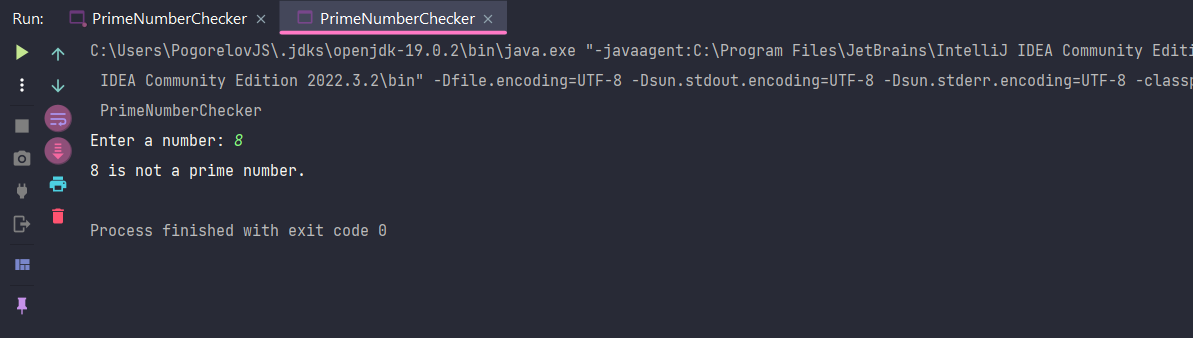 Run: PrimeNumberChecker × PrimeNumberChecker ×
C:\Users\PogorelovJS\.jdks\openjdk-19.0.2\bin\java.exe "-javaagent:C:\Program Files\JetBrains\IntelliJ IDEA Community Editi
IDEA Community Edition 2022.3.2\bin" -Dfile.encoding=UTF-8 -Dsun.stdout.encoding=UTF-8 -Dsun.stderr.encoding=UTF-8 -classp
PrimeNumberChecker
Enter a number: 8
8 is not a prime number.
Process finished with exit code 0